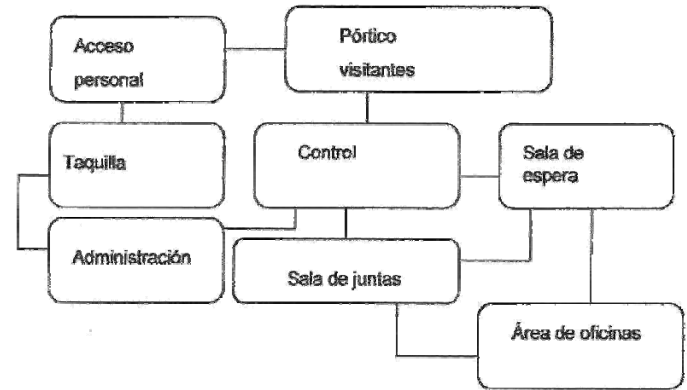 Acceso
personal
Pórtico
visitantes
Taquilla
Control
Sala de
espera
Administración
Sala de juntas
Área de oficinas